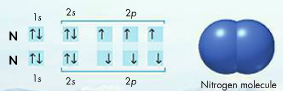 1s 2s 2p
N ↑↓ ↑↓ ↑ ↑ ↑
N ↑↓ ↑↓ ↓ ↓ ↓
1s 2s 2p
Nitrogen molecule